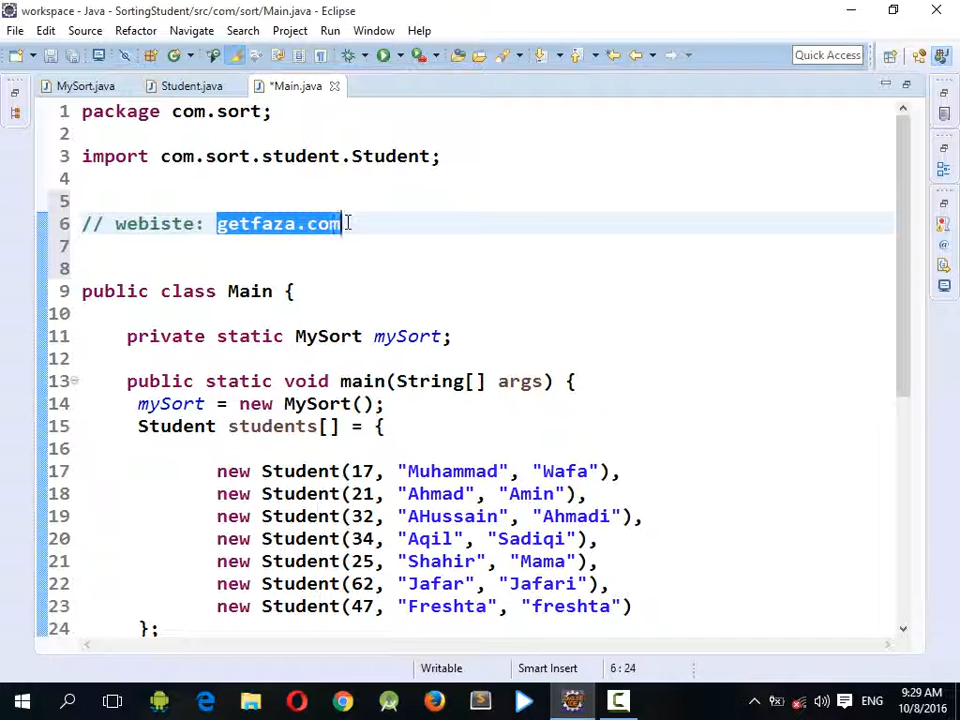 workspace - Java - SortingStudent/src/com/sort/Main.java - Eclipse
File Edit Source Refactor Navigate Search Project Run Window Help
Quick Access
MySort.java Student.java *Main.java
1 package com.sort;
2
3 import com.sort.student.Student;
4
5
6 // webiste: getfaza.com
7
8
9 public class Main {
10
11 private static MySort mySort;
12
13 public static void main(String[] args) {
14 mySort = new MySort();
15 Student students[] = {
16
17 new Student(17, "Muhammad", "Wafa"),
18 new Student(21, "Ahmad", "Amin"),
19 new Student(32, "AHussain", "Ahmadi"),
20 new Student(34, "Aqil", "Sadiqi"),
21 new Student(25, "Shahir", "Mama"),
22 new Student(62, "Jafar", "Jafari"),
23 new Student(47, "Freshta", "freshta")
24 };
Writable Smart Insert 6 : 24
ENG 9:29 AM
10/8/2016